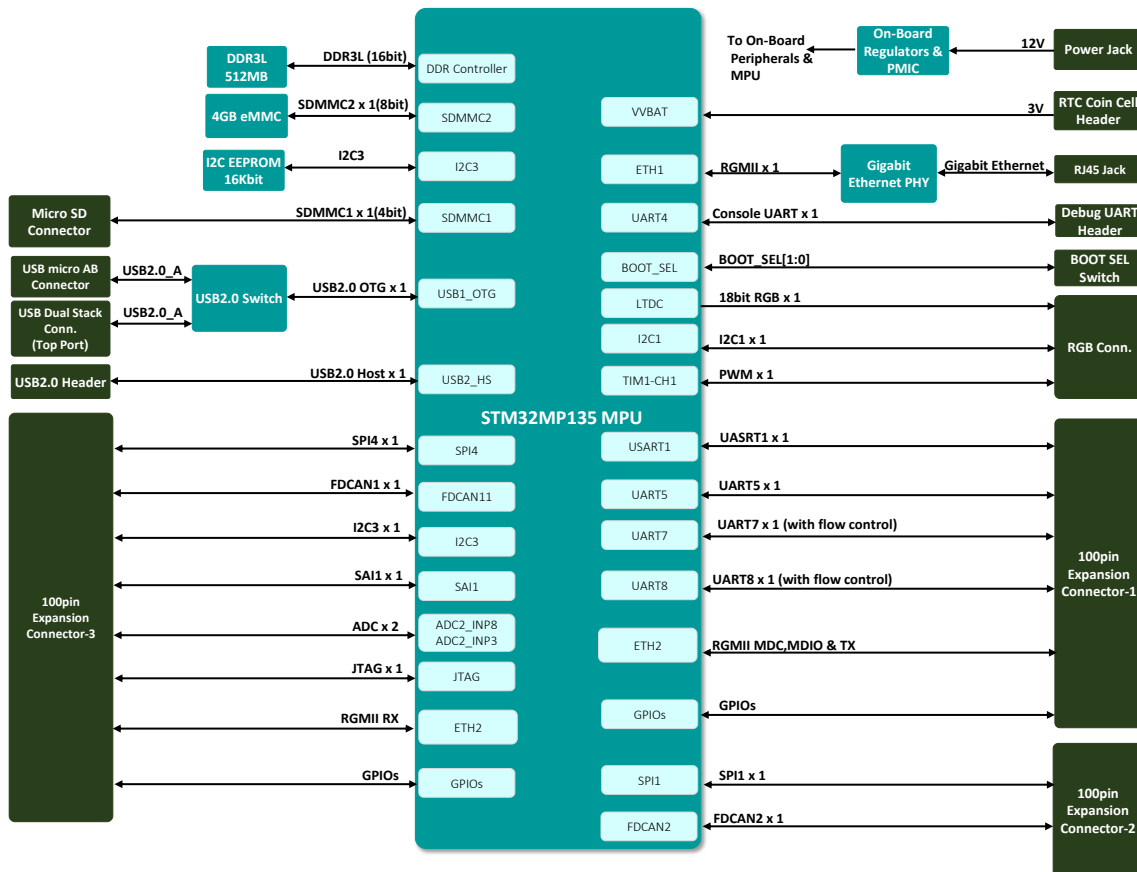 DDR3L
512MB
DDR3L (16bit)
DDR Controller
4GB eMMC
SDMMC2 x 1(8bit)
SDMMC2
I2C EEPROM
16Kbit
I2C3
I2C3
Micro SD
Connector
SDMMC1 x 1(4bit)
SDMMC1
USB micro AB
Connector
USB2.0_A
USB Dual Stack
Conn.
(Top Port)
USB2.0_A
USB2.0 Switch
USB2.0 OTG x 1
USB1_OTG
USB2.0 Header
USB2.0 Host x 1
USB2_HS
STM32MP135 MPU
100pin
Expansion
Connector-3
SPI4 x 1
SPI4
FDCAN1 x 1
FDCAN11
I2C3 x 1
I2C3
SAI1 x 1
SAI1
ADC x 2
ADC2_INP8
ADC2_INP3
JTAG x 1
JTAG
RGMII RX
ETH2
GPIOs
GPIOs
To On-Board
Peripherals &
MPU
On-Board
Regulators &
PMIC
12V
Power Jack
VVBAT
3V
RTC Coin Cell
Header
ETH1
RGMII x 1
Gigabit
Ethernet PHY
Gigabit Ethernet
RJ45 Jack
UART4
Console UART x 1
Debug UART
Header
BOOT_SEL
BOOT_SEL[1:0]
BOOT SEL
Switch
LTDC
18bit RGB x 1
I2C1
I2C1 x 1
TIM1-CH1
PWM x 1
RGB Conn.
USART1
UASRT1 x 1
UART5
UART5 x 1
UART7
UART7 x 1 (with flow control)
UART8
UART8 x 1 (with flow control)
ETH2
RGMII MDC,MDIO & TX
GPIOs
GPIOs
100pin
Expansion
Connector-1
SPI1
SPI1 x 1
FDCAN2
FDCAN2 x 1
100pin
Expansion
Connector-2